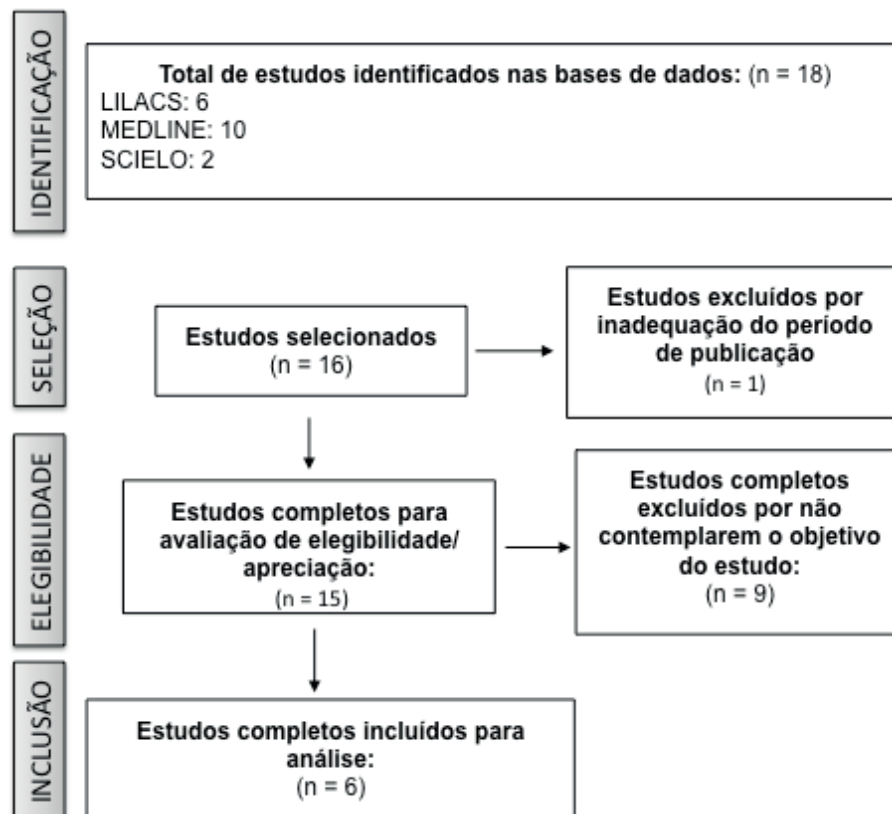 IDENTIFICAÇÃO
Total de estudos identificados nas bases de dados: (n = 18)
LILACS: 6
MEDLINE: 10
SCIELO: 2
SELEÇÃO
Estudos selecionados
(n = 16)
Estudos excluídos por
inadequação do período
de publicação
(n = 1)
ELEGIBILIDADE
Estudos completos para
avaliação de elegibilidade/
apreciação:
(n = 15)
Estudos completos
excluídos por não
contemplarem o objetivo
do estudo:
(n = 9)
INCLUSÃO
Estudos completos incluídos para
análise:
(n = 6)